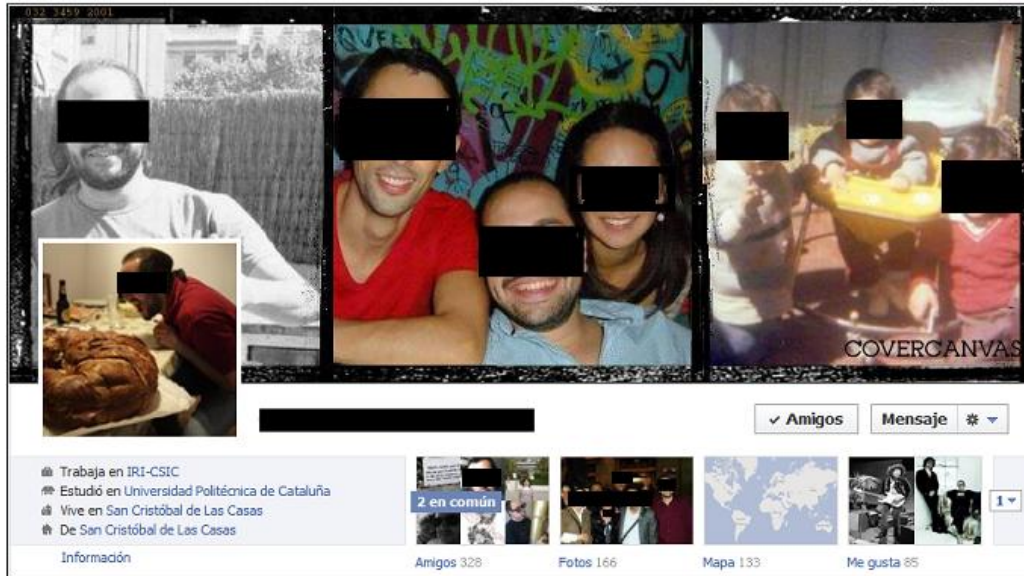 032 3459 2001
COVERCANVAS
Amigos
Mensaje
Trabaja en IRI-CSIC
Estudió en Universidad Politécnica de Cataluña
Vive en San Cristóbal de Las Casas
De San Cristóbal de Las Casas
Información
2 en común
1
Amigos 328
Fotos 166
Mapa 133
Me gusta 85